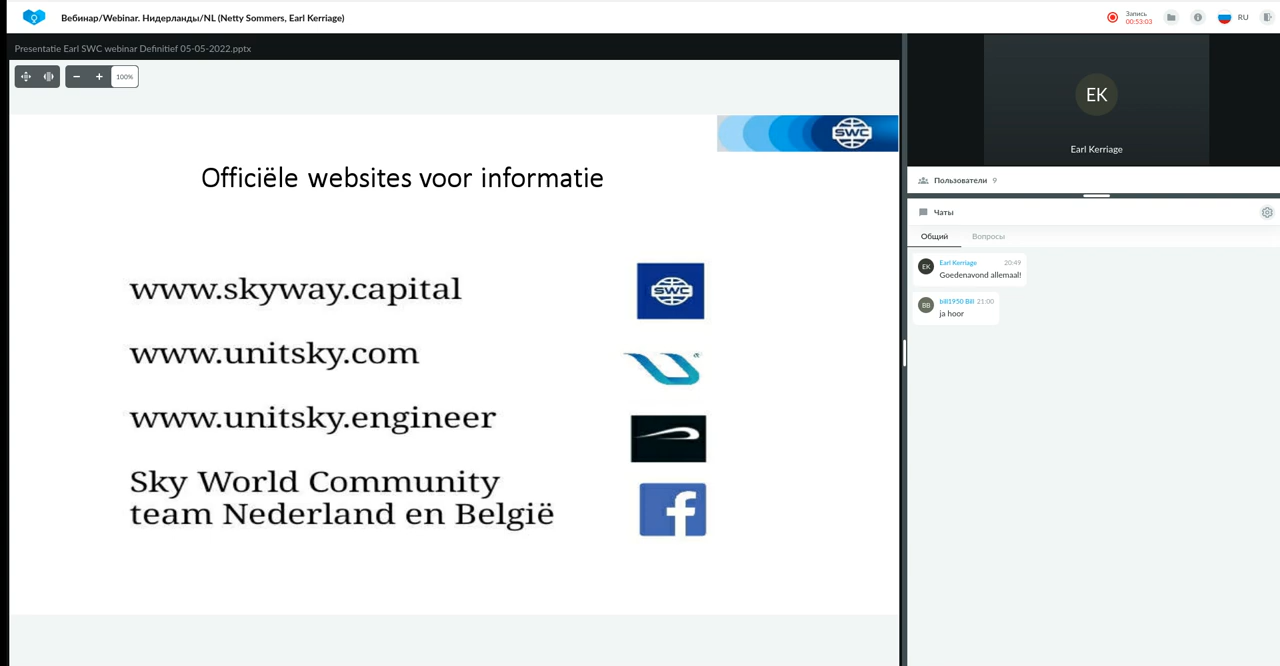 Вебинар/Webinar. Нидерланды/NL (Netty Sommers, Earl Kerriage)
Запись
00:53:03
RU
Presentatie Earl SWC webinar Definitief 05-05-2022.pptx
100%
SWC
Officiële websites voor informatie
www.skyway.capital
SWC
www.unitsky.com
www.unitsky.engineer
Sky World Community
team Nederland en België
f
EK
Earl Kerriage
Пользователи 9
Чаты
Общий Вопросы
EK
Earl Kerriage 20:49
Goedenavond allemaal!
BB
bill1950 Bill 21:00
ja hoor